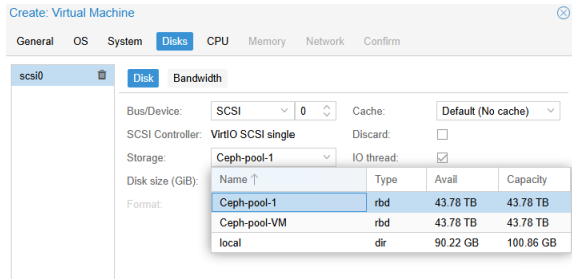 Create: Virtual Machine
General OS System Disks CPU Memory Network Confirm
scsi0
Disk Bandwidth
Bus/Device: SCSI 0 Cache: Default (No cache)
SCSI Controller: VirtIO SCSI single Discard:
Storage: Ceph-pool-1 IO thread:
Disk size (GiB):
Format:
Name ↑ Type Avail Capacity
Ceph-pool-1 rbd 43.78 TB 43.78 TB
Ceph-pool-VM rbd 43.78 TB 43.78 TB
local dir 90.22 GB 100.86 GB